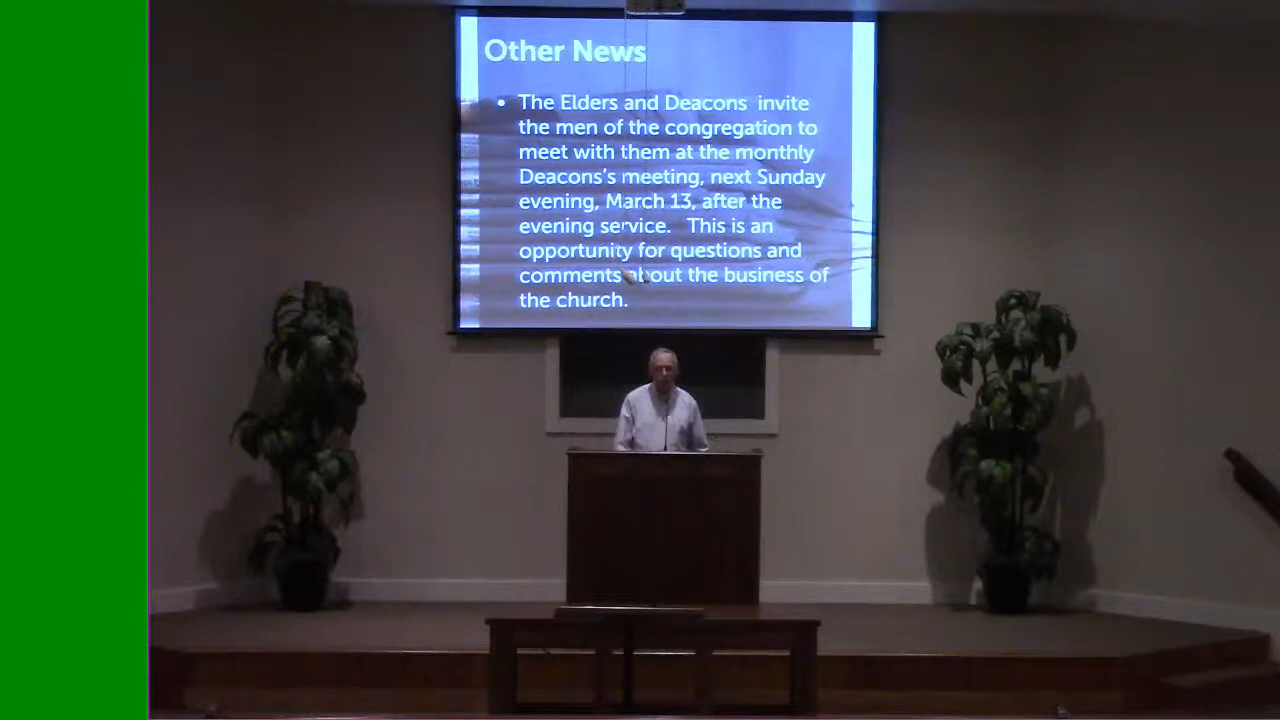 Other News
• The Elders and Deacons  invite
the men of the congregation to
meet with them at the monthly
Deacons's meeting, next Sunday
evening, March 13, after the
evening service.   This is an
opportunity for questions and
comments about the business of
the church.